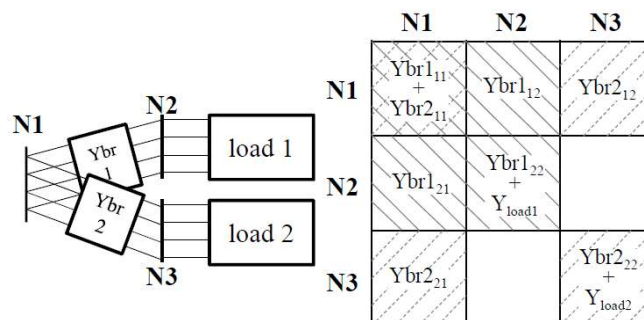 N1
N2
N3
N1
N2
N3
Ybr1₁₁
+
Ybr2₁₁
Ybr1₁₂
Ybr2₁₂
Ybr1₂₁
Ybr1₂₂
+
Y_load1
Ybr2₂₁
Ybr2₂₂
+
Y_load2
N1
N2
N3
Ybr
1
Ybr
2
load 1
load 2